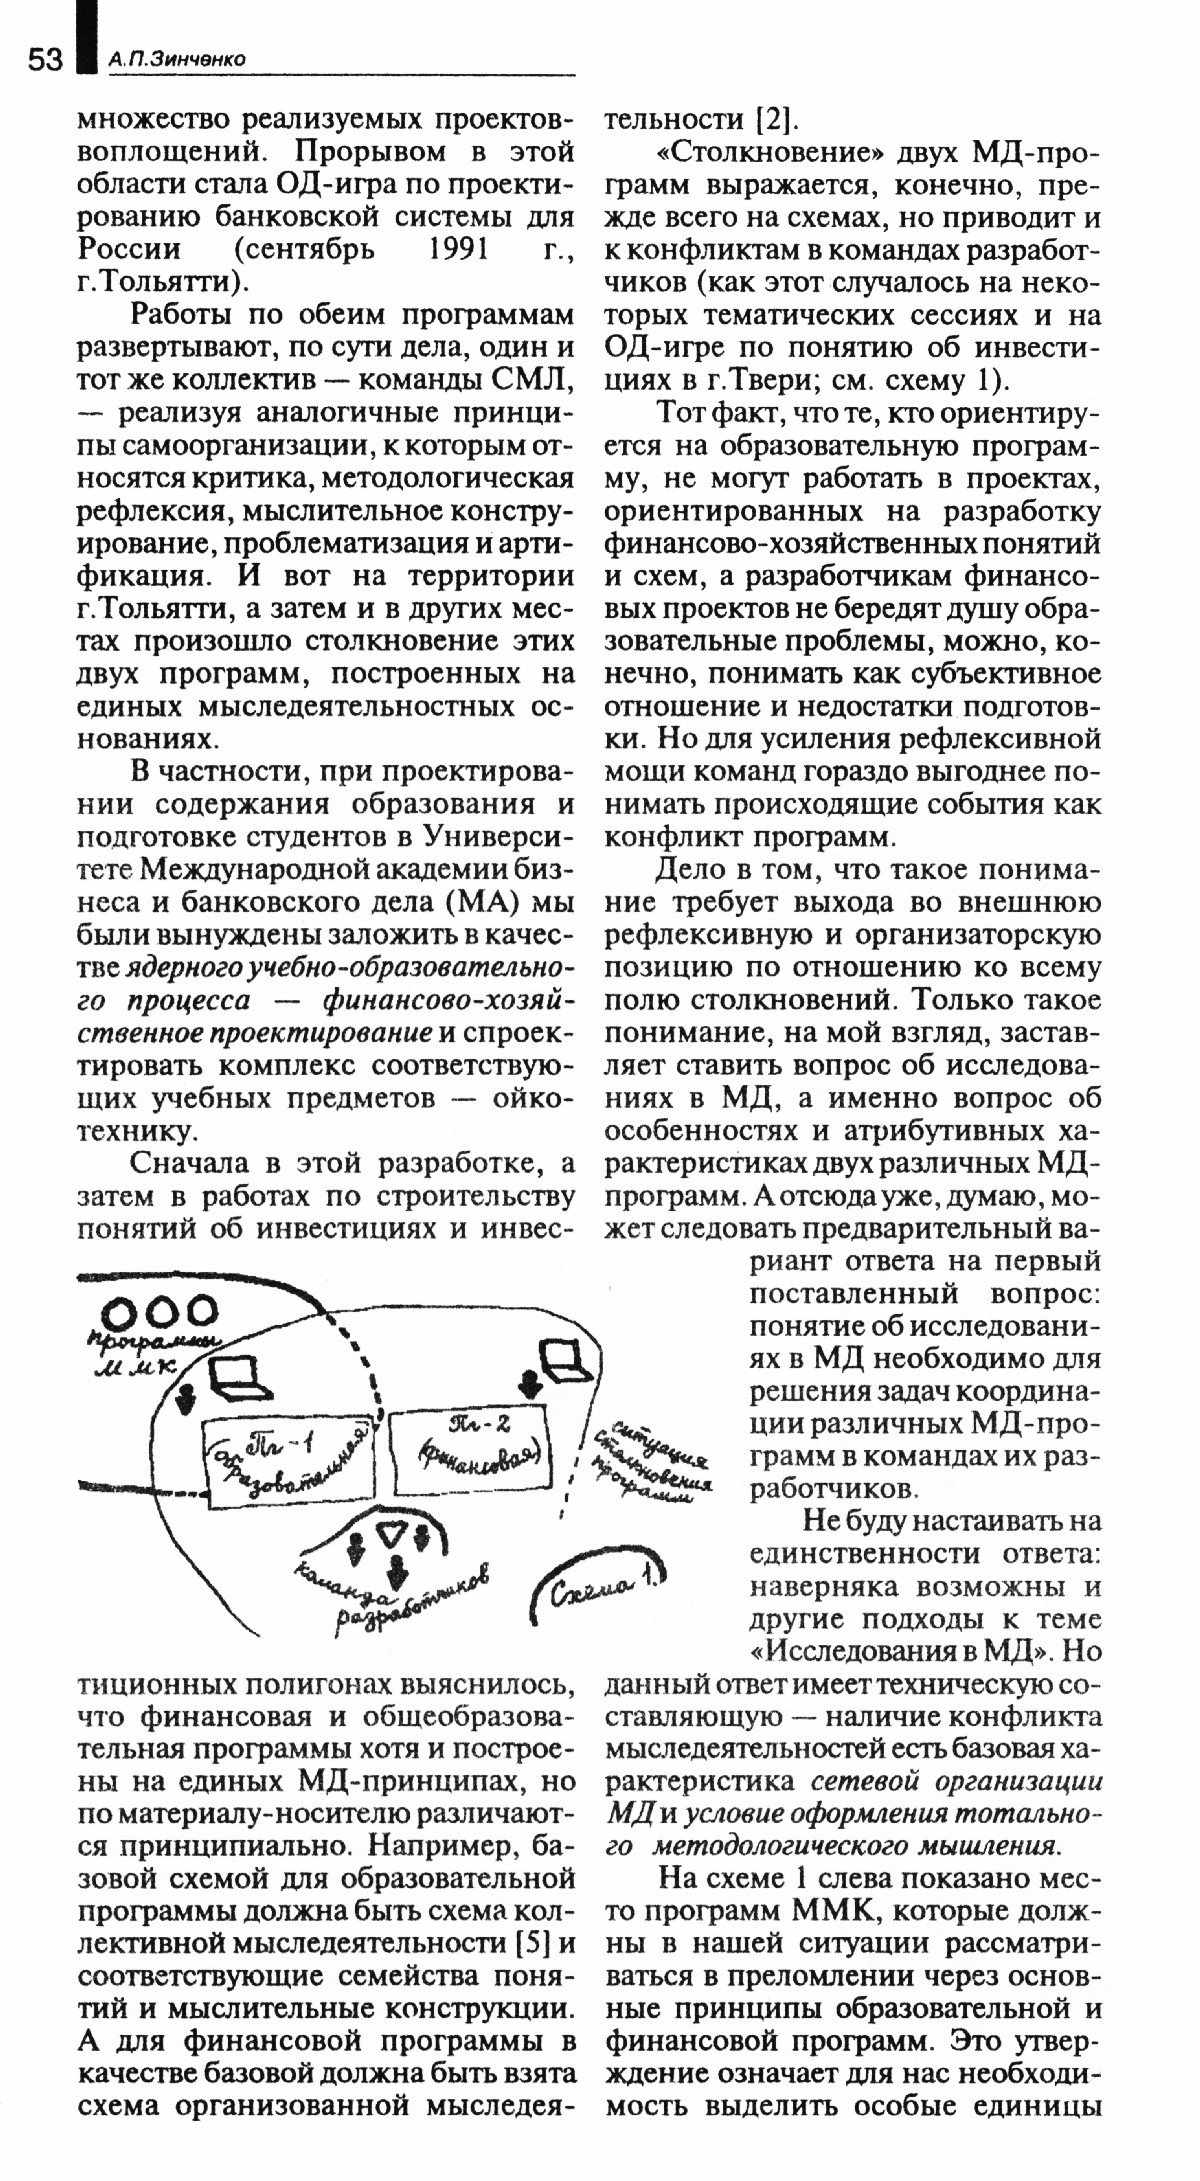 53
А.П.Зинченко
множество реализуемых проектов-
воплощений. Прорывом в этой
области стала ОД-игра по проекти-
рованию банковской системы для
России (сентябрь 1991 г.,
г.Тольятти).
Работы по обеим программам
развертывают, по сути дела, один и
тот же коллектив — команды СМЛ,
— реализуя аналогичные принци-
пы самоорганизации, к которым от-
носятся критика, методологическая
рефлексия, мыслительное констру-
ирование, проблематизация и арти-
фикация. И вот на территории
г.Тольятти, а затем и в других мес-
тах произошло столкновение этих
двух программ, построенных на
единых мыследеятельностных ос-
нованиях.
В частности, при проектирова-
нии содержания образования и
подготовке студентов в Универси-
тете Международной академии биз-
неса и банковского дела (МА) мы
были вынуждены заложить в качес-
тве ядерного учебно-образовательно-
го процесса — финансово-хозяй-
ственное проектирование и спроек-
тировать комплекс соответствую-
щих учебных предметов — ойко-
технику.
Сначала в этой разработке, а
затем в работах по строительству
понятий об инвестициях и инвес-
Программы
ММК
Пг-1
(образовательная)
Пг-2
(финансовая)
ситуация
столкновения
программ
команда
разработчиков
Схема 1.
тиционных полигонах выяснилось,
что финансовая и общеобразова-
тельная программы хотя и построе-
ны на единых МД-принципах, но
по материалу-носителю различают-
ся принципиально. Например, ба-
зовой схемой для образовательной
программы должна быть схема кол-
лективной мыследеятельности [5] и
соответствующие семейства поня-
тий и мыслительные конструкции.
А для финансовой программы в
качестве базовой должна быть взята
схема организованной мыследея-
тельности [2].
«Столкновение» двух МД-про-
грамм выражается, конечно, пре-
жде всего на схемах, но приводит и
к конфликтам в командах разработ-
чиков (как этот случалось на неко-
торых тематических сессиях и на
ОД-игре по понятию об инвести-
циях в г.Твери; см. схему 1).
Тот факт, что те, кто ориентиру-
ется на образовательную програм-
му, не могут работать в проектах,
ориентированных на разработку
финансово-хозяйственных понятий
и схем, а разработчикам финансо-
вых проектов не бередят душу обра-
зовательные проблемы, можно, ко-
нечно, понимать как субъективное
отношение и недостатки подготов-
ки. Но для усиления рефлексивной
мощи команд гораздо выгоднее по-
нимать происходящие события как
конфликт программ.
Дело в том, что такое понима-
ние требует выхода во внешнюю
рефлексивную и организаторскую
позицию по отношению ко всему
полю столкновений. Только такое
понимание, на мой взгляд, застав-
ляет ставить вопрос об исследова-
ниях в МД, а именно вопрос об
особенностях и атрибутивных ха-
рактеристиках двух различных МД-
программ. А отсюда уже, думаю, мо-
жет следовать предварительный ва-
риант ответа на первый
поставленный вопрос:
понятие об исследовани-
ях в МД необходимо для
решения задач координа-
ции различных МД-про-
грамм в командах их раз-
работчиков.
Не буду настаивать на
единственности ответа:
наверняка возможны и
другие подходы к теме
«Исследования в МД». Но
данный ответ имеет техническую со-
ставляющую — наличие конфликта
мыследеятельностей есть базовая ха-
рактеристика сетевой организации
МД и условие оформления тотально-
го методологического мышления.
На схеме 1 слева показано мес-
то программ ММК, которые долж-
ны в нашей ситуации рассматри-
ваться в преломлении через основ-
ные принципы образовательной и
финансовой программ. Это утвер-
ждение означает для нас необходи-
мость выделить особые единицы